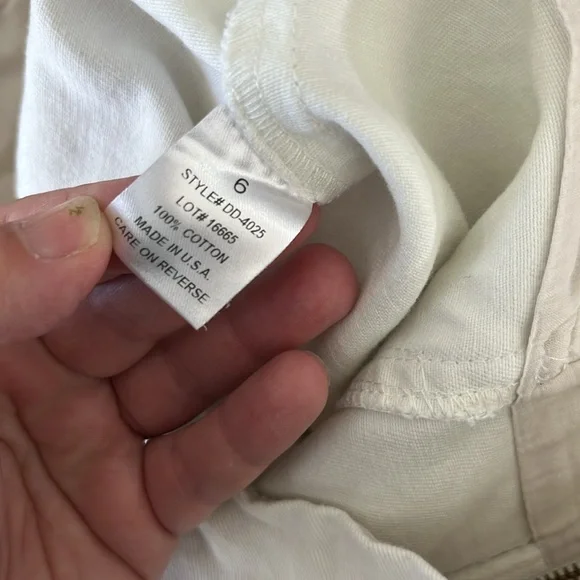 6
STYLE# DD-4025
LOT# 16665
100% COTTON
MADE IN U.S.A.
CARE ON REVERSE